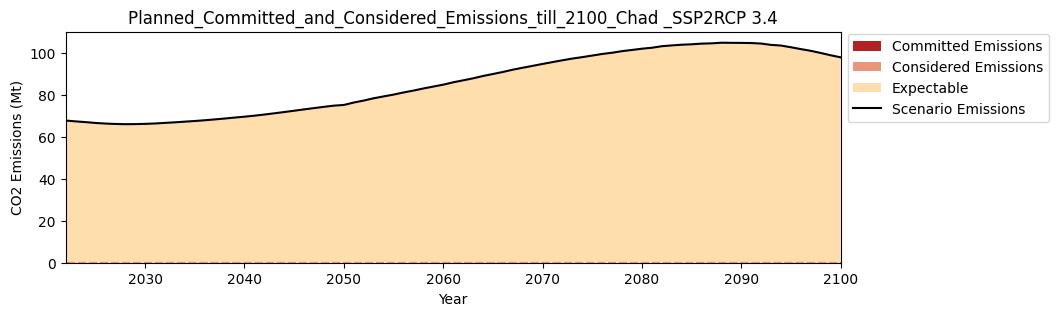 Planned_Committed_and_Considered_Emissions_till_2100_Chad _SSP2RCP 3.4
Committed Emissions
Considered Emissions
Expectable
Scenario Emissions
CO2 Emissions (Mt)
100
80
60
40
20
0
2030 2040 2050 2060 2070 2080 2090 2100
Year